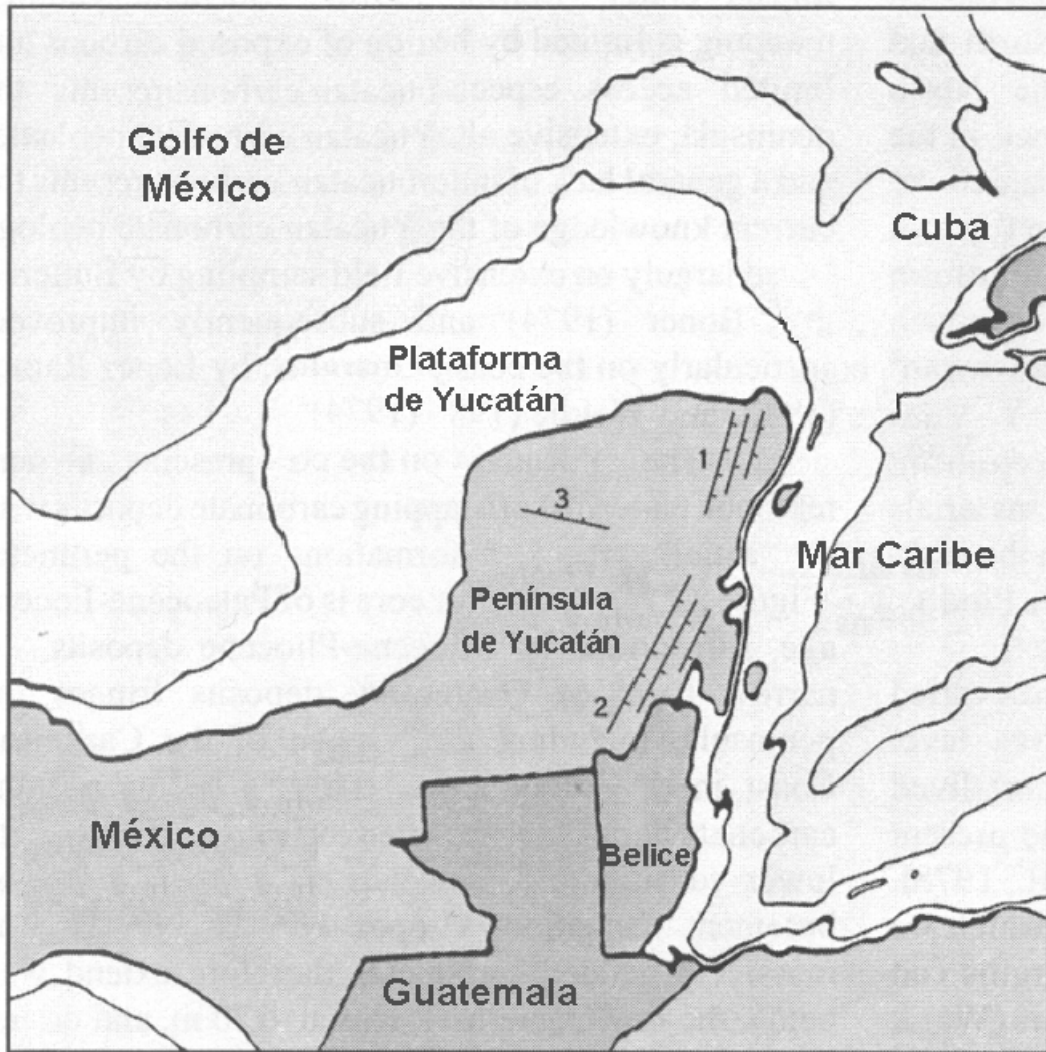 Golfo de
México
Cuba
Plataforma
de Yucatán
1
3
Mar Caribe
Península
de Yucatán
2
México
Belice
Guatemala